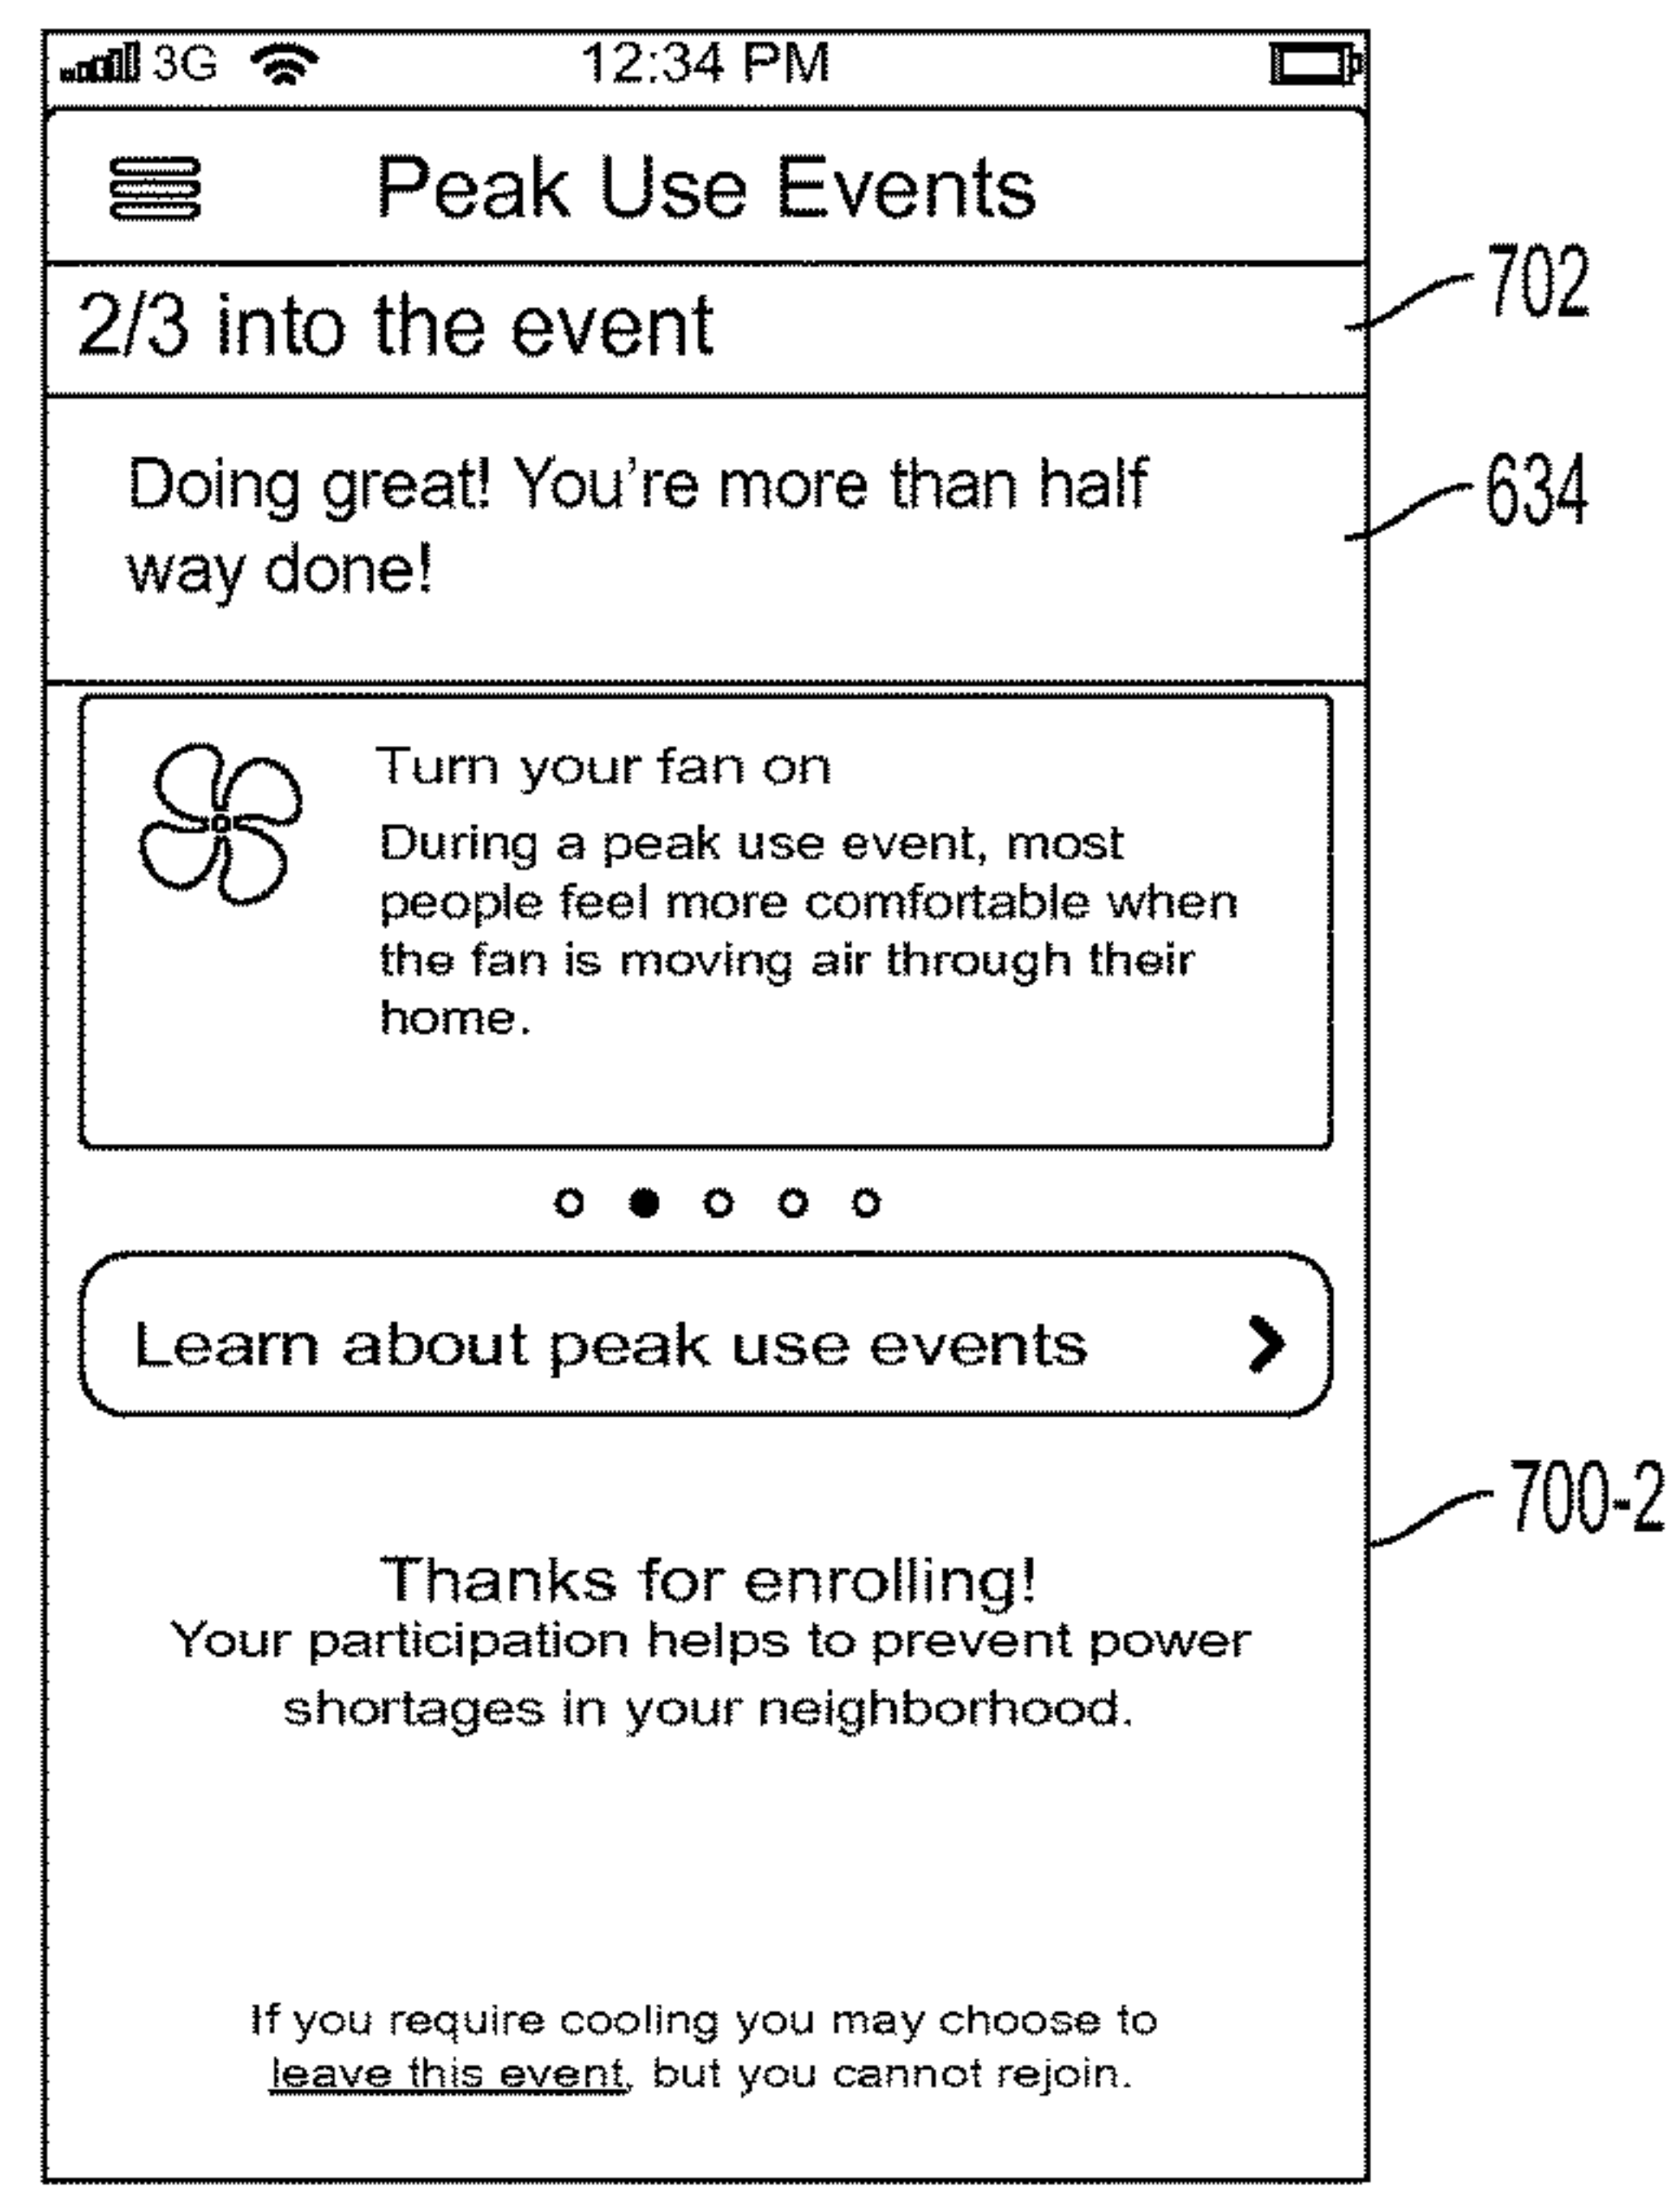 3G 12:34 PM
Peak Use Events
702
2/3 into the event
634
Doing great! You're more than half
way done!
Turn your fan on
During a peak use event, most
people feel more comfortable when
the fan is moving air through their
home.
Learn about peak use events
700-2
Thanks for enrolling!
Your participation helps to prevent power
shortages in your neighborhood.
If you require cooling you may choose to
leave this event, but you cannot rejoin.